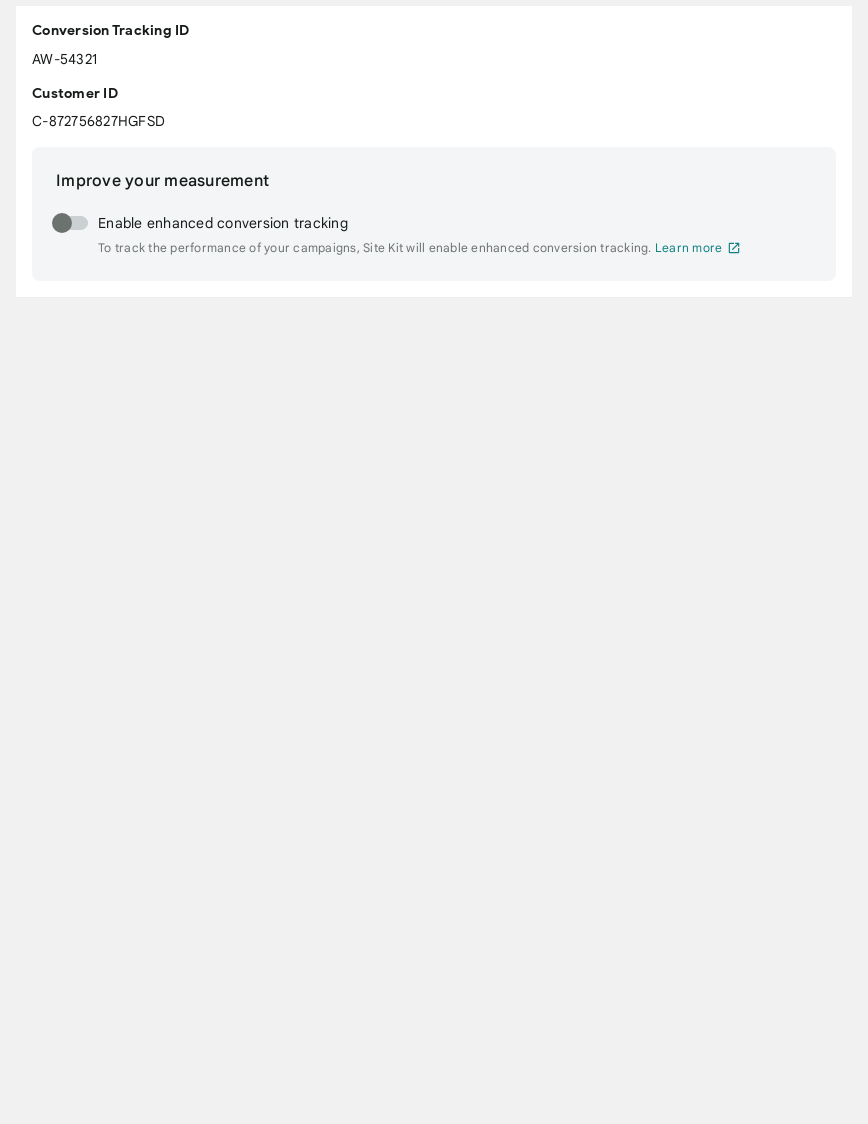 Conversion Tracking ID
AW-54321
Customer ID
C-872756827HGFSD
Improve your measurement
Enable enhanced conversion tracking
To track the performance of your campaigns, Site Kit will enable enhanced conversion tracking. Learn more